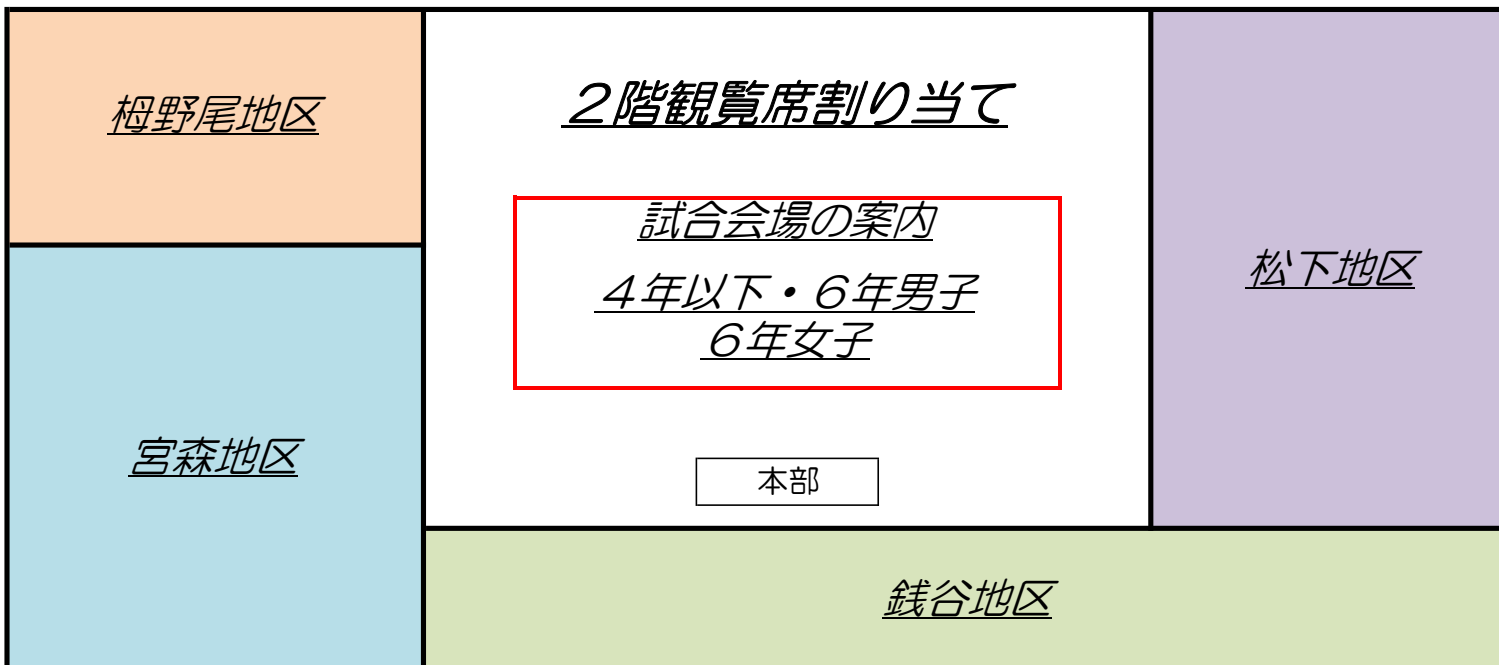 栂野尾地区
２階観覧席割り当て
試合会場の案内
４年以下・６年男子
６年女子
松下地区
宮森地区
本部
銭谷地区